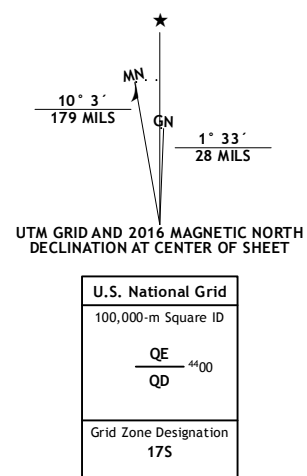 ★
MN
10° 3´
179 MILS
GN
1° 33´
28 MILS
UTM GRID AND 2016 MAGNETIC NORTH
DECLINATION AT CENTER OF SHEET
U.S. National Grid
100,000-m Square ID
QE
⁴⁴00
QD
Grid Zone Designation
17S